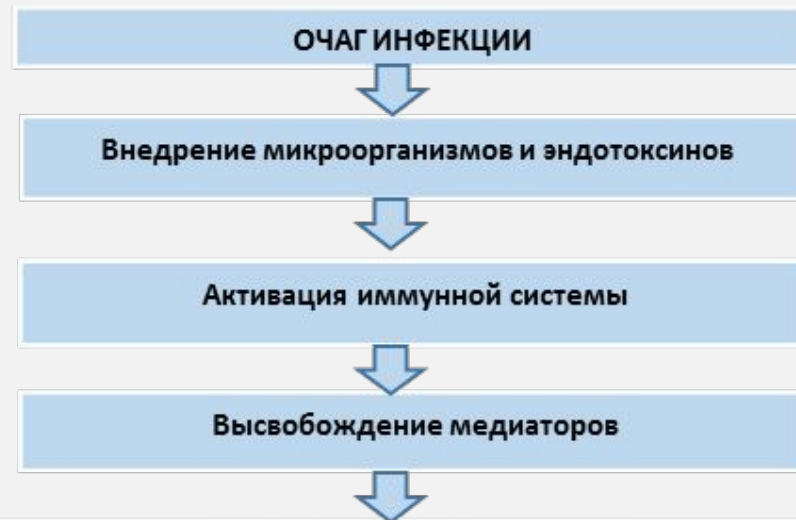 ОЧАГ ИНФЕКЦИИ
Внедрение микроорганизмов и эндотоксинов
Активация иммунной системы
Высвобождение медиаторов